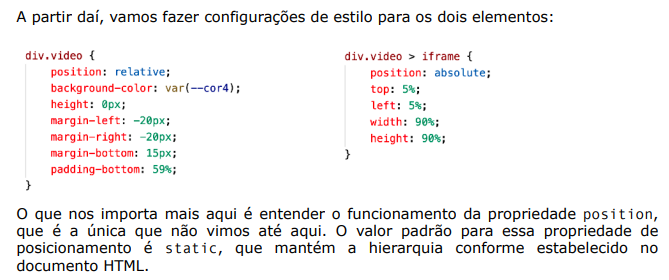 A partir daí, vamos fazer configurações de estilo para os dois elementos:
div.video {
position: relative;
background-color: var(--cor4);
height: 0px;
margin-left: -20px;
margin-right: -20px;
margin-bottom: 15px;
padding-bottom: 59%;
}
div.video > iframe {
position: absolute;
top: 5%;
left: 5%;
width: 90%;
height: 90%;
}
O que nos importa mais aqui é entender o funcionamento da propriedade position,
que é a única que não vimos até aqui. O valor padrão para essa propriedade de
posicionamento é static, que mantém a hierarquia conforme estabelecido no
documento HTML.